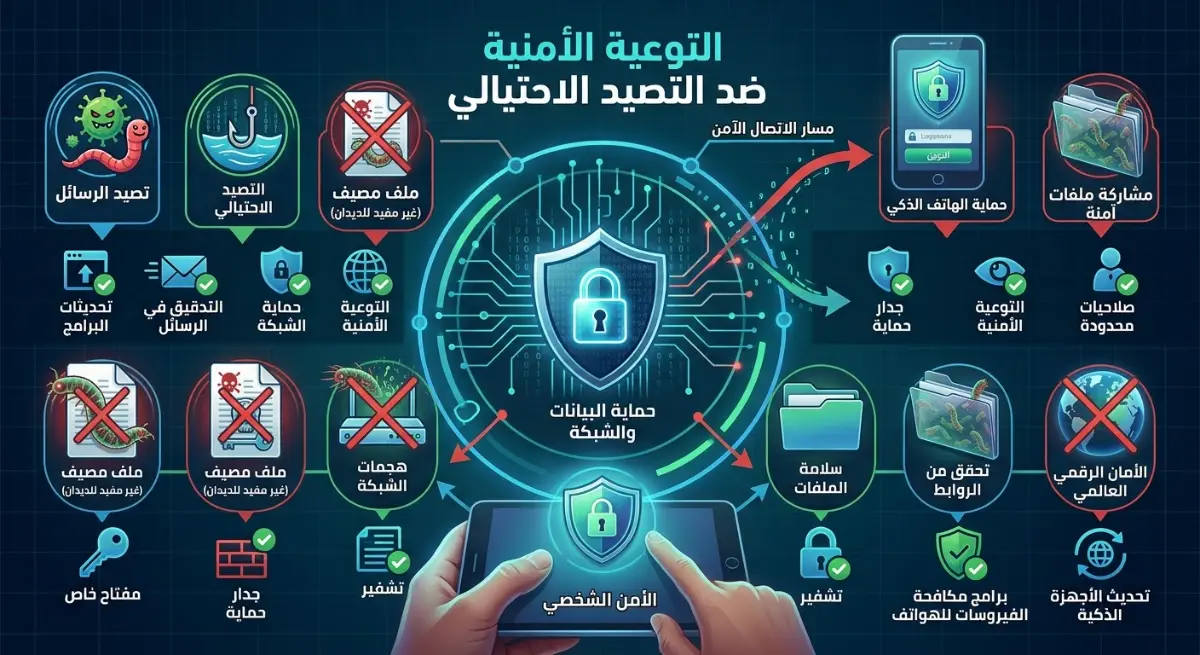 التوعية الأمنية
ضد التصيد الاحتيالي
مسار الاتصال الآمن
حماية الهاتف الذكي
مشاركة ملفات
آمنة
ملف مصيف
(غير مفيد للديدان)
التصيد
الاحتيالي
تصيد الرسائل
صلاحيات
محدودة
التوعية
الأمنية
جدار
حماية
التوعية
الأمنية
حماية
الشبكة
التدقيق في
الرسائل
تحديثات
البرامج
حماية البيانات
والشبكة
الأمان الرقمي
العالمي
تحقق من
الروابط
سلامة
الملفات
هجمات
الشبكة
ملف مصيف
(غير مفيد للديدان)
ملف مصيف
(غير مفيد للديدان)
تحديث الأجهزة
الذكية
برامج مكافحة
الفيروسات للهواتف
تشفير
الأمن الشخصي
تشفير
جدار
حماية
مفتاح خاص